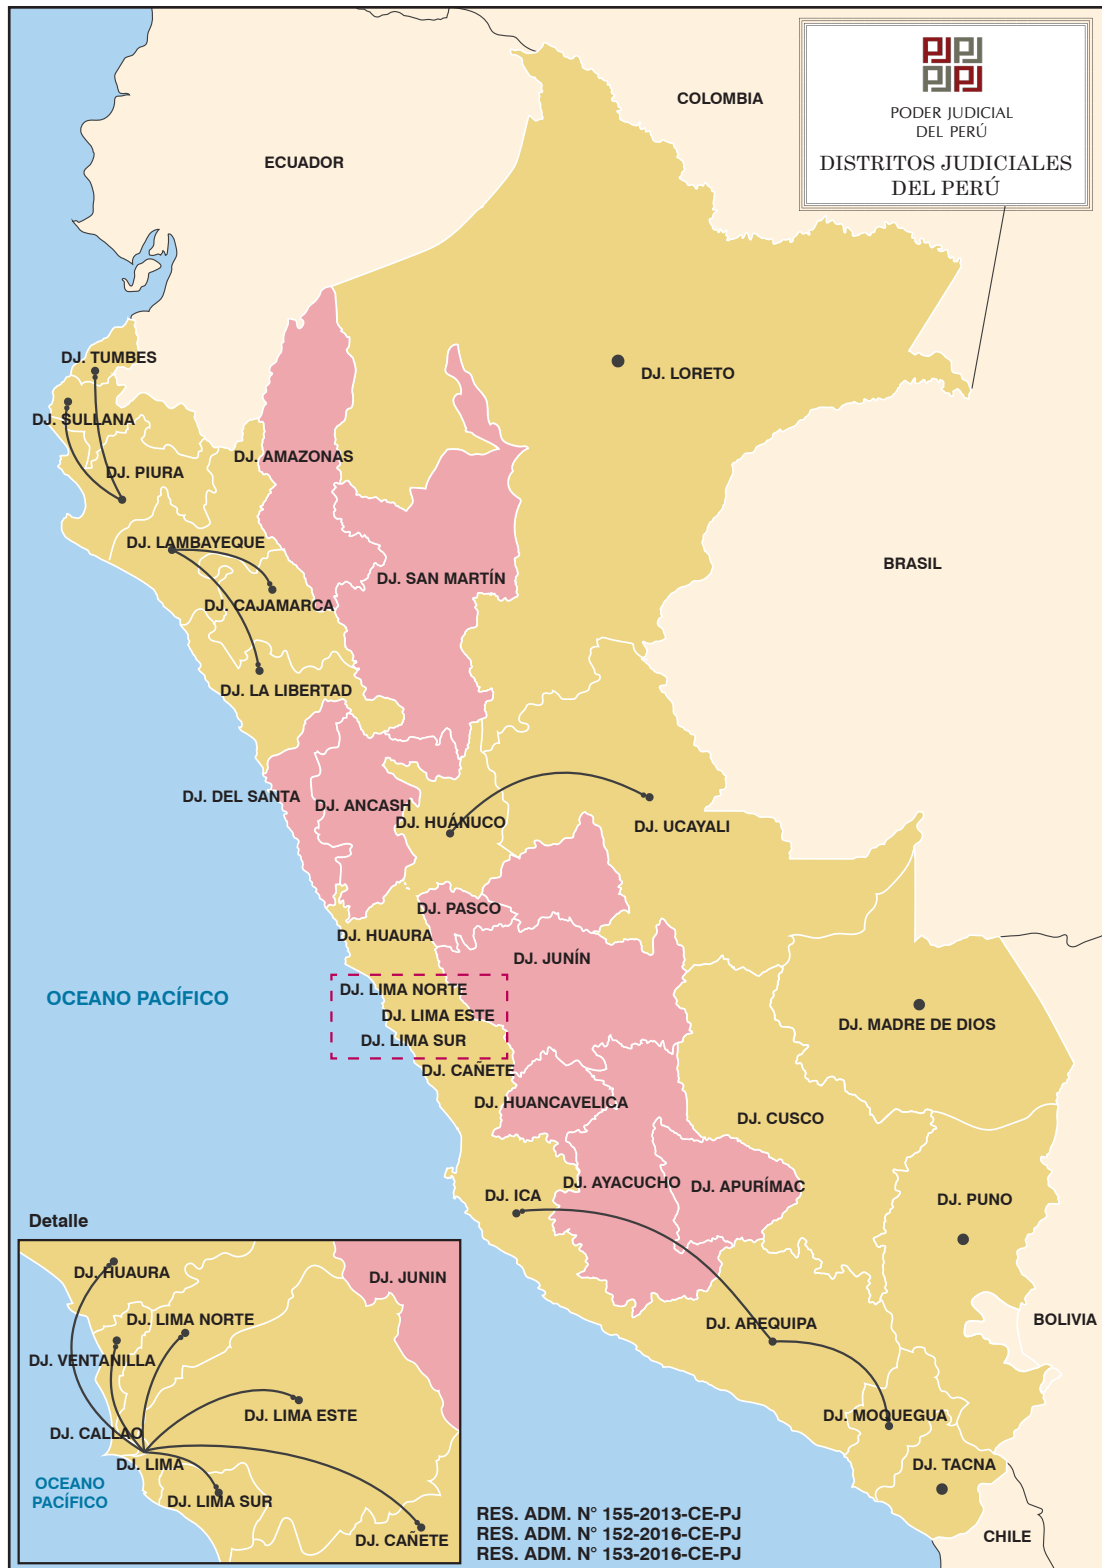 COLOMBIA
PJPJ
PJPJ
PODER JUDICIAL
DEL PERÚ
DISTRITOS JUDICIALES
DEL PERÚ
ECUADOR
DJ. TUMBES
DJ. LORETO
DJ. SULLANA
DJ. AMAZONAS
DJ. PIURA
DJ. LAMBAYEQUE
BRASIL
DJ. SAN MARTÍN
DJ. CAJAMARCA
DJ. LA LIBERTAD
DJ. DEL SANTA
DJ. ANCASH
DJ. HUÁNUCO
DJ. UCAYALI
DJ. PASCO
DJ. HUAURA
DJ. JUNÍN
DJ. LIMA NORTE
OCEANO PACÍFICO
DJ. LIMA ESTE
DJ. MADRE DE DIOS
DJ. LIMA SUR
DJ. CAÑETE
DJ. HUANCAVELICA
DJ. CUSCO
DJ. AYACUCHO
DJ. APURÍMAC
DJ. ICA
DJ. PUNO
DJ. AREQUIPA
BOLIVIA
DJ. MOQUEGUA
DJ. TACNA
CHILE
Detalle
DJ. HUAURA
DJ. JUNIN
DJ. LIMA NORTE
DJ. VENTANILLA
DJ. LIMA ESTE
DJ. CALLAO
DJ. LIMA
OCEANO
PACÍFICO
DJ. LIMA SUR
DJ. CAÑETE
RES. ADM. N° 155-2013-CE-PJ
RES. ADM. N° 152-2016-CE-PJ
RES. ADM. N° 153-2016-CE-PJ